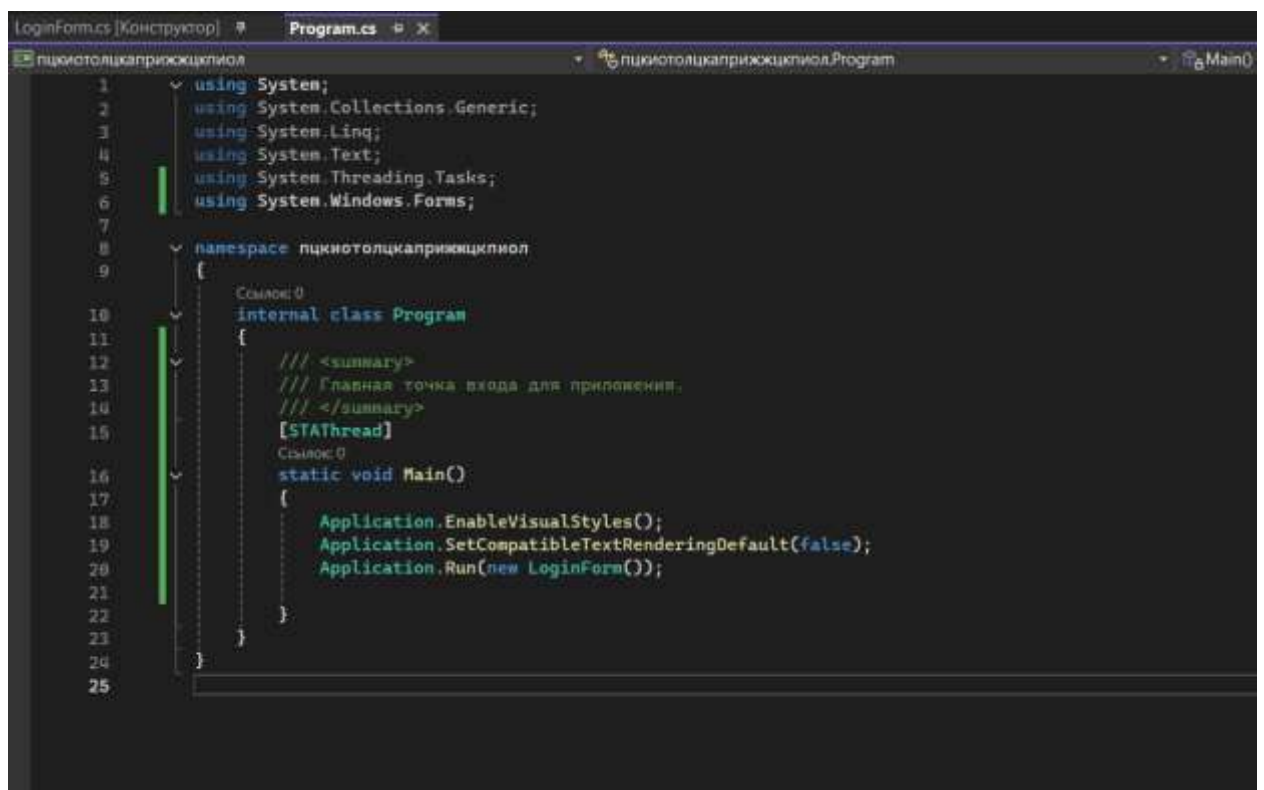 LoginForm.cs [Конструктор] Program.cs
пцкиотолцкаприжжцкпиол пцкиотолцкаприжжцкпиол.Program Main()
1 using System;
2 using System.Collections.Generic;
3 using System.Linq;
4 using System.Text;
5 using System.Threading.Tasks;
6 using System.Windows.Forms;
7
8 namespace пцкиотолцкаприжжцкпиол
9 {
Ссылок: 0
10 internal class Program
11 {
12 /// <summary>
13 /// Главная точка входа для приложения.
14 /// </summary>
15 [STAThread]
Ссылок: 0
16 static void Main()
17 {
18 Application.EnableVisualStyles();
19 Application.SetCompatibleTextRenderingDefault(false);
20 Application.Run(new LoginForm());
21
22 }
23 }
24 }
25